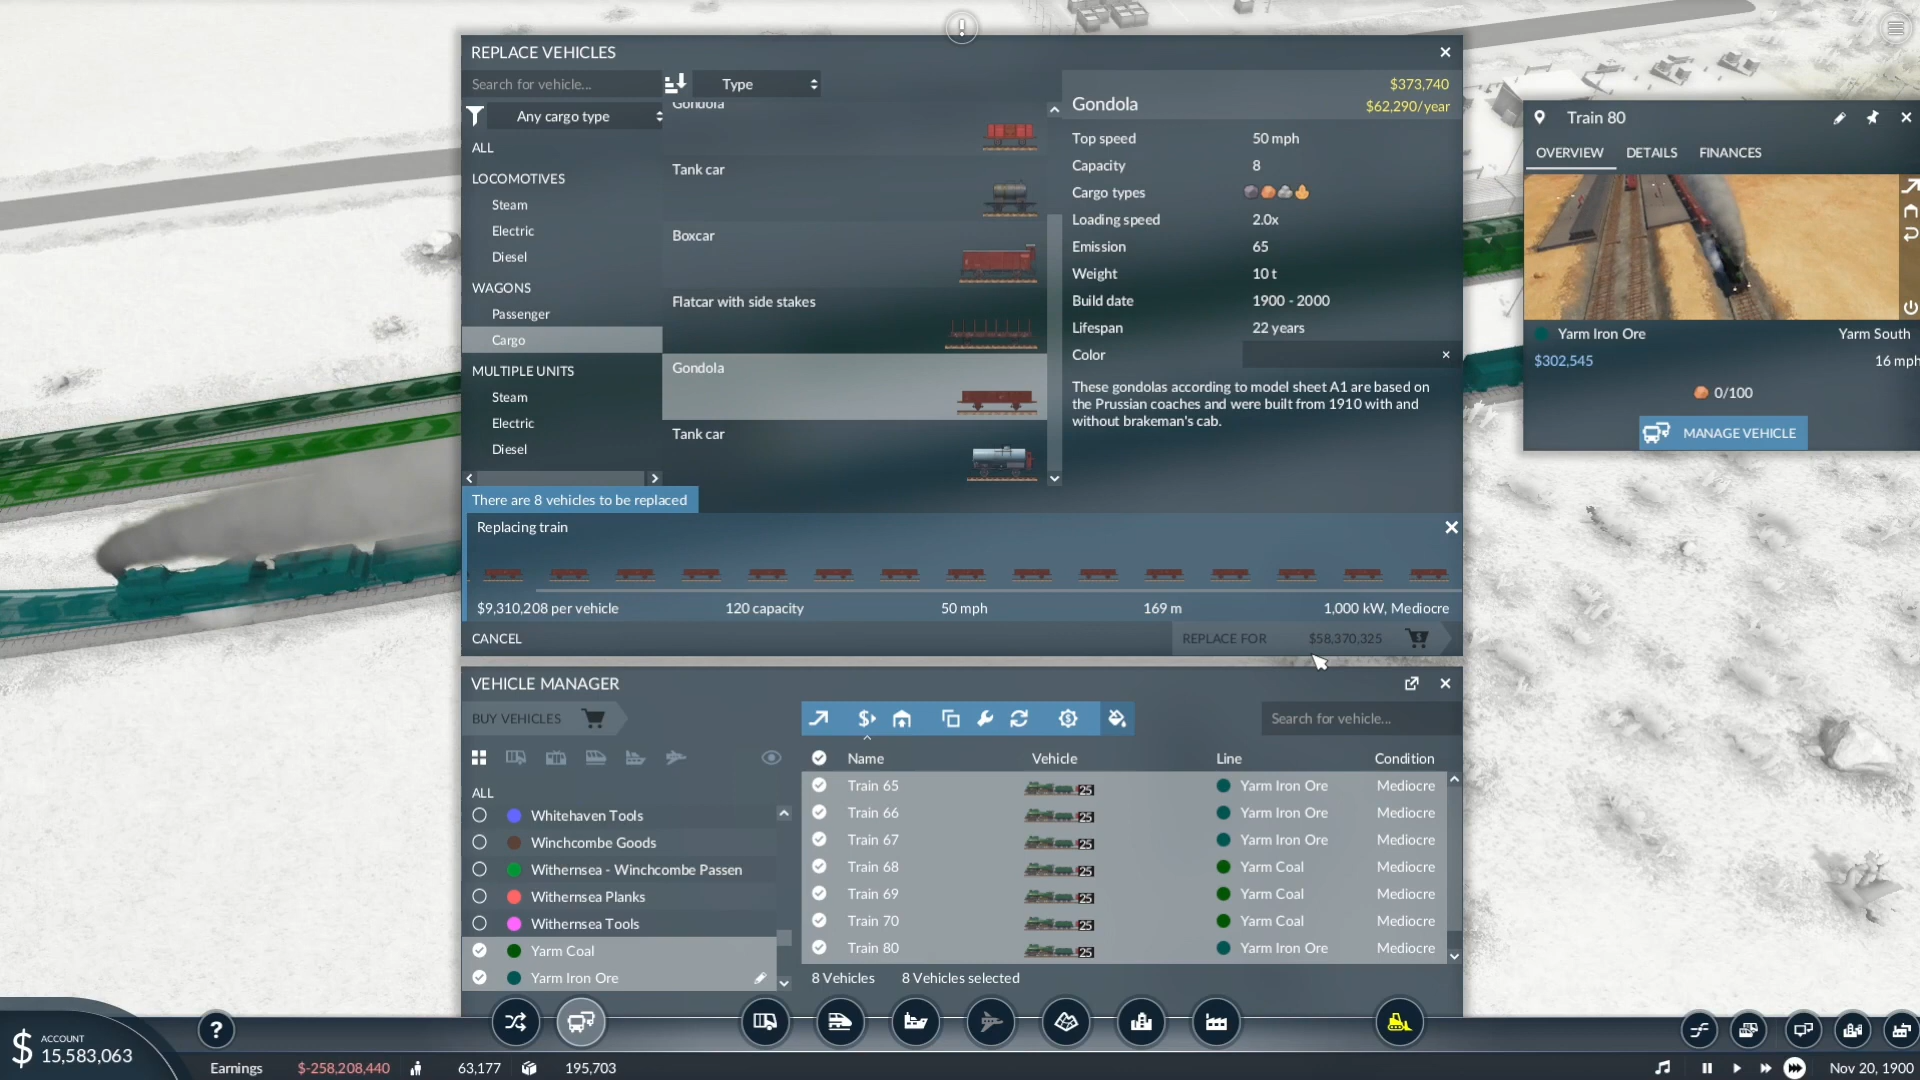 REPLACE VEHICLES
Search for vehicle...
Type
Any cargo type
ALL
LOCOMOTIVES
Steam
Electric
Diesel
WAGONS
Passenger
Cargo
MULTIPLE UNITS
Steam
Electric
Diesel
Gondola
Tank car
Boxcar
Flatcar with side stakes
Gondola
Tank car
Gondola
$373,740
$62,290/year
Top speed 50 mph
Capacity 8
Cargo types
Loading speed 2.0x
Emission 65
Weight 10 t
Build date 1900 - 2000
Lifespan 22 years
Color
These gondolas according to model sheet A1 are based on
the Prussian coaches and were built from 1910 with and
without brakeman's cab.
There are 8 vehicles to be replaced
Replacing train
$9,310,208 per vehicle 120 capacity 50 mph 169 m 1,000 kW, Mediocre
CANCEL
REPLACE FOR $58,370,325
Train 80
OVERVIEW DETAILS FINANCES
Yarm Iron Ore Yarm South
$302,545 16 mph
0/100
MANAGE VEHICLE
VEHICLE MANAGER
BUY VEHICLES
Search for vehicle...
ALL
Whitehaven Tools
Winchcombe Goods
Withernsea - Winchcombe Passen
Withernsea Planks
Withernsea Tools
Yarm Coal
Yarm Iron Ore
Name Vehicle Line Condition
Train 65 25 Yarm Iron Ore Mediocre
Train 66 25 Yarm Iron Ore Mediocre
Train 67 25 Yarm Iron Ore Mediocre
Train 68 25 Yarm Coal Mediocre
Train 69 25 Yarm Coal Mediocre
Train 70 25 Yarm Coal Mediocre
Train 80 25 Yarm Iron Ore Mediocre
8 Vehicles 8 Vehicles selected
?
$ ACCOUNT
15,583,063
Earnings $-258,208,440 63,177 195,703
Nov 20, 1900